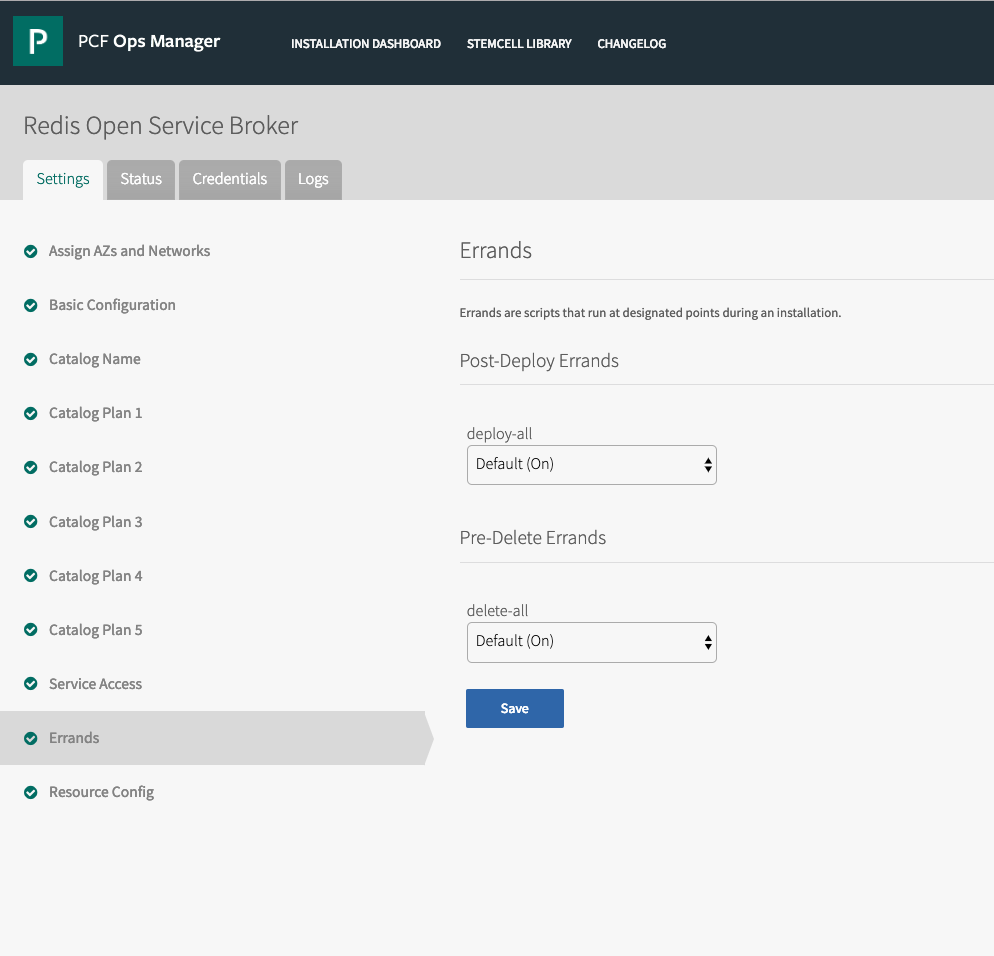 P PCF Ops Manager INSTALLATION DASHBOARD STEMCELL LIBRARY CHANGELOG
Redis Open Service Broker
Settings Status Credentials Logs
Assign AZs and Networks
Basic Configuration
Catalog Name
Catalog Plan 1
Catalog Plan 2
Catalog Plan 3
Catalog Plan 4
Catalog Plan 5
Service Access
Errands
Resource Config
Errands
Errands are scripts that run at designated points during an installation.
Post-Deploy Errands
deploy-all
Default (On)
Pre-Delete Errands
delete-all
Default (On)
Save